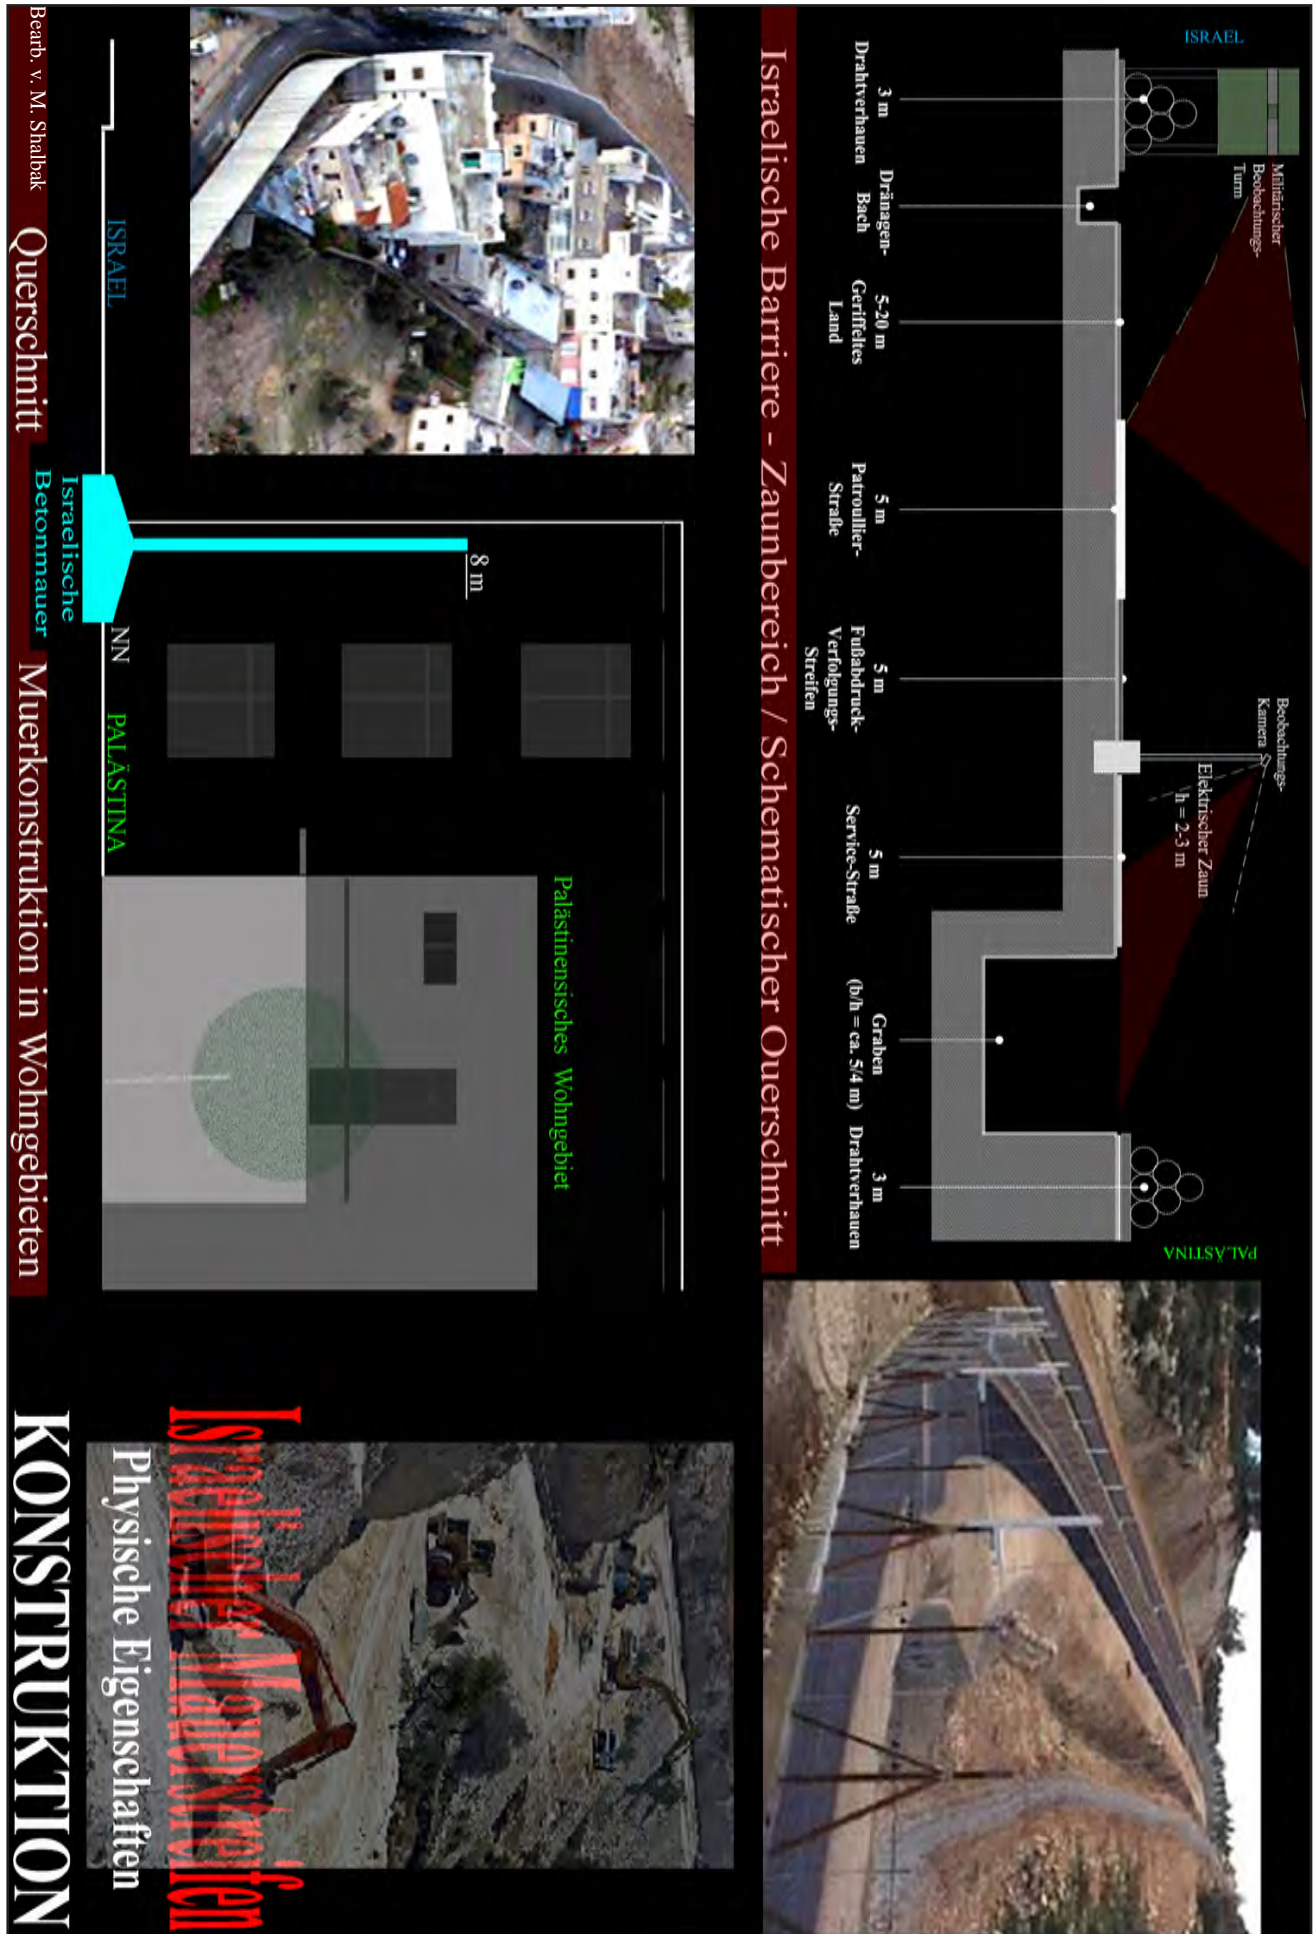 ISRAEL
Militärischer
Beobachtungs-
Turm
Beobachtungs-
Kamera
Elektrischer Zaun
h = 2-3 m
PALÄSTINA
3 m
Drahtverhauen
Dränagen-
Bach
5-20 m
Geriffeltes
Land
5 m
Patroullier-
Straße
5 m
Fußabdruck-
Verfolgungs-
Streifen
5 m
Service-Straße
Graben
(b/h = ca. 5/4 m)
3 m
Drahtverhauen
Israelische Barriere - Zaunbereich / Schematischer Querschnitt
8 m
Palästinensisches Wohngebiet
ISRAEL
NN
PALÄSTINA
Israelische
Betonmauer
Bearb. v. M. Shalbak
Querschnitt
Muerkonstruktion in Wohngebieten
Israelischer Mauerstreifen
Physische Eigenschaften
KONSTRUKTION